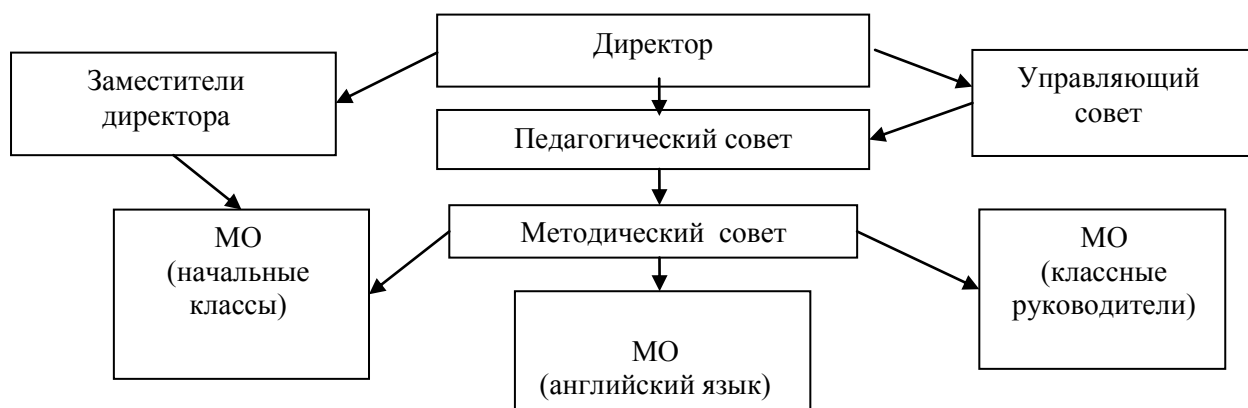 Директор
Заместители
директора
Управляющий
совет
Педагогический совет
Методический совет
МО
(начальные
классы)
МО
(классные
руководители)
МО
(английский язык)